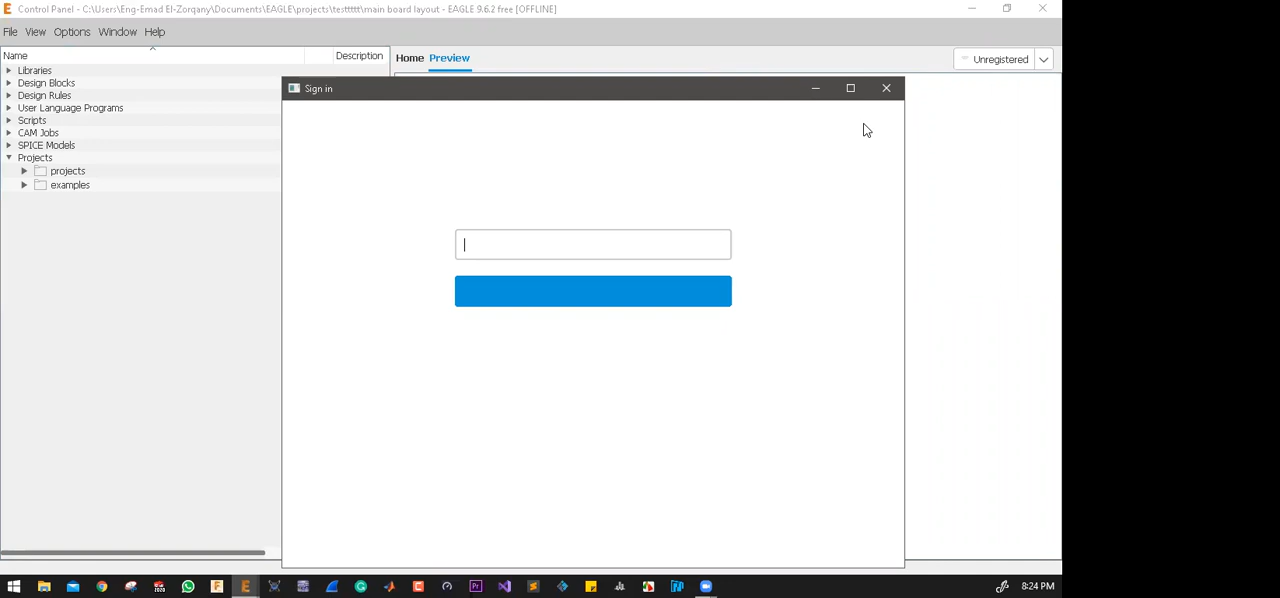 Control Panel - C:\Users\Eng-Emad El-Zorqany\Documents\EAGLE\projects\testtttt\main board layout - EAGLE 9.6.2 free [OFFLINE]
File View Options Window Help
Name Description Home Preview Unregistered
Libraries
Design Blocks
Design Rules
User Language Programs
Scripts
CAM Jobs
SPICE Models
Projects
projects
examples
Sign in
8:24 PM